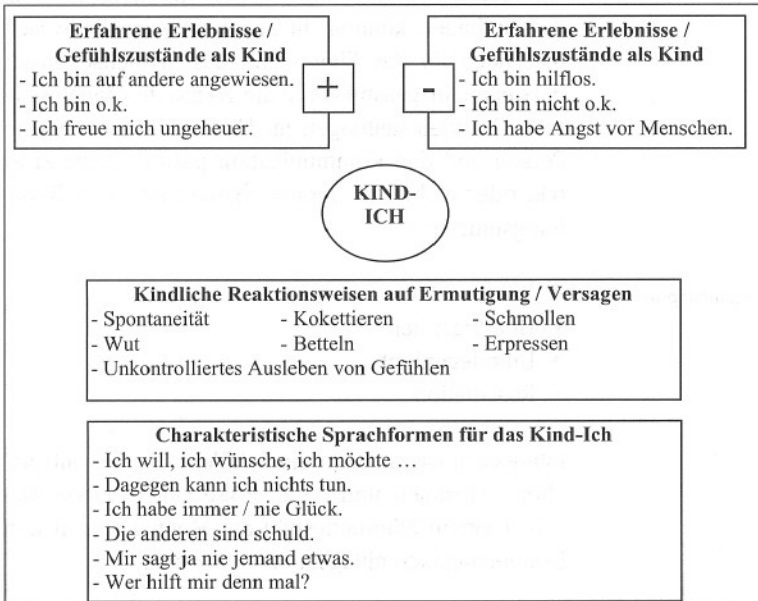 Erfahrene Erlebnisse /
Gefühlszustände als Kind
- Ich bin auf andere angewiesen.
- Ich bin o.k.
- Ich freue mich ungeheuer.
+
-
Erfahrene Erlebnisse /
Gefühlszustände als Kind
- Ich bin hilflos.
- Ich bin nicht o.k.
- Ich habe Angst vor Menschen.
KIND-
ICH
Kindliche Reaktionsweisen auf Ermutigung / Versagen
- Spontaneität - Kokettieren - Schmollen
- Wut - Betteln - Erpressen
- Unkontrolliertes Ausleben von Gefühlen
Charakteristische Sprachformen für das Kind-Ich
- Ich will, ich wünsche, ich möchte …
- Dagegen kann ich nichts tun.
- Ich habe immer / nie Glück.
- Die anderen sind schuld.
- Mir sagt ja nie jemand etwas.
- Wer hilft mir denn mal?